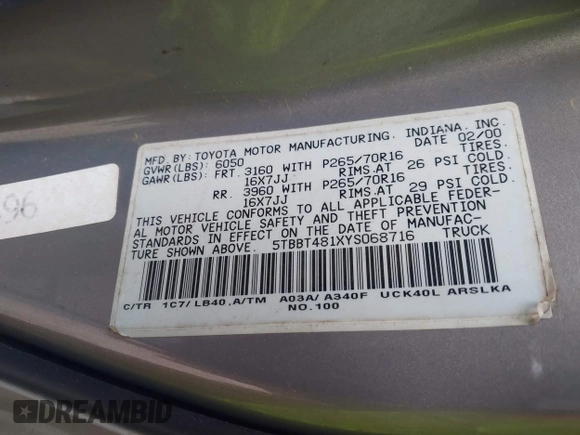 MFD.BY:TOYOTA MOTOR MANUFACTURING, INDIANA, INC.
GVWR(LBS): 6050 DATE 02/00
GAWR(LBS): FRT. 3160 WITH P265/70R16 TIRES.
16X7JJ RIMS.AT 26 PSI COLD.
RR. 3960 WITH P265/70R16 TIRES.
16X7JJ RIMS.AT 29 PSI COLD.
THIS VEHICLE CONFORMS TO ALL APPLICABLE FEDER-
AL MOTOR VEHICLE SAFETY AND THEFT PREVENTION
STANDARDS IN EFFECT ON THE DATE OF MANUFAC-
TURE SHOWN ABOVE. 5TBBT481XYS068716 TRUCK
C/TR 1C7/LB40,A/TM A03A/A340F UCK40L ARSLKA
NO.100
96
DREAMBID